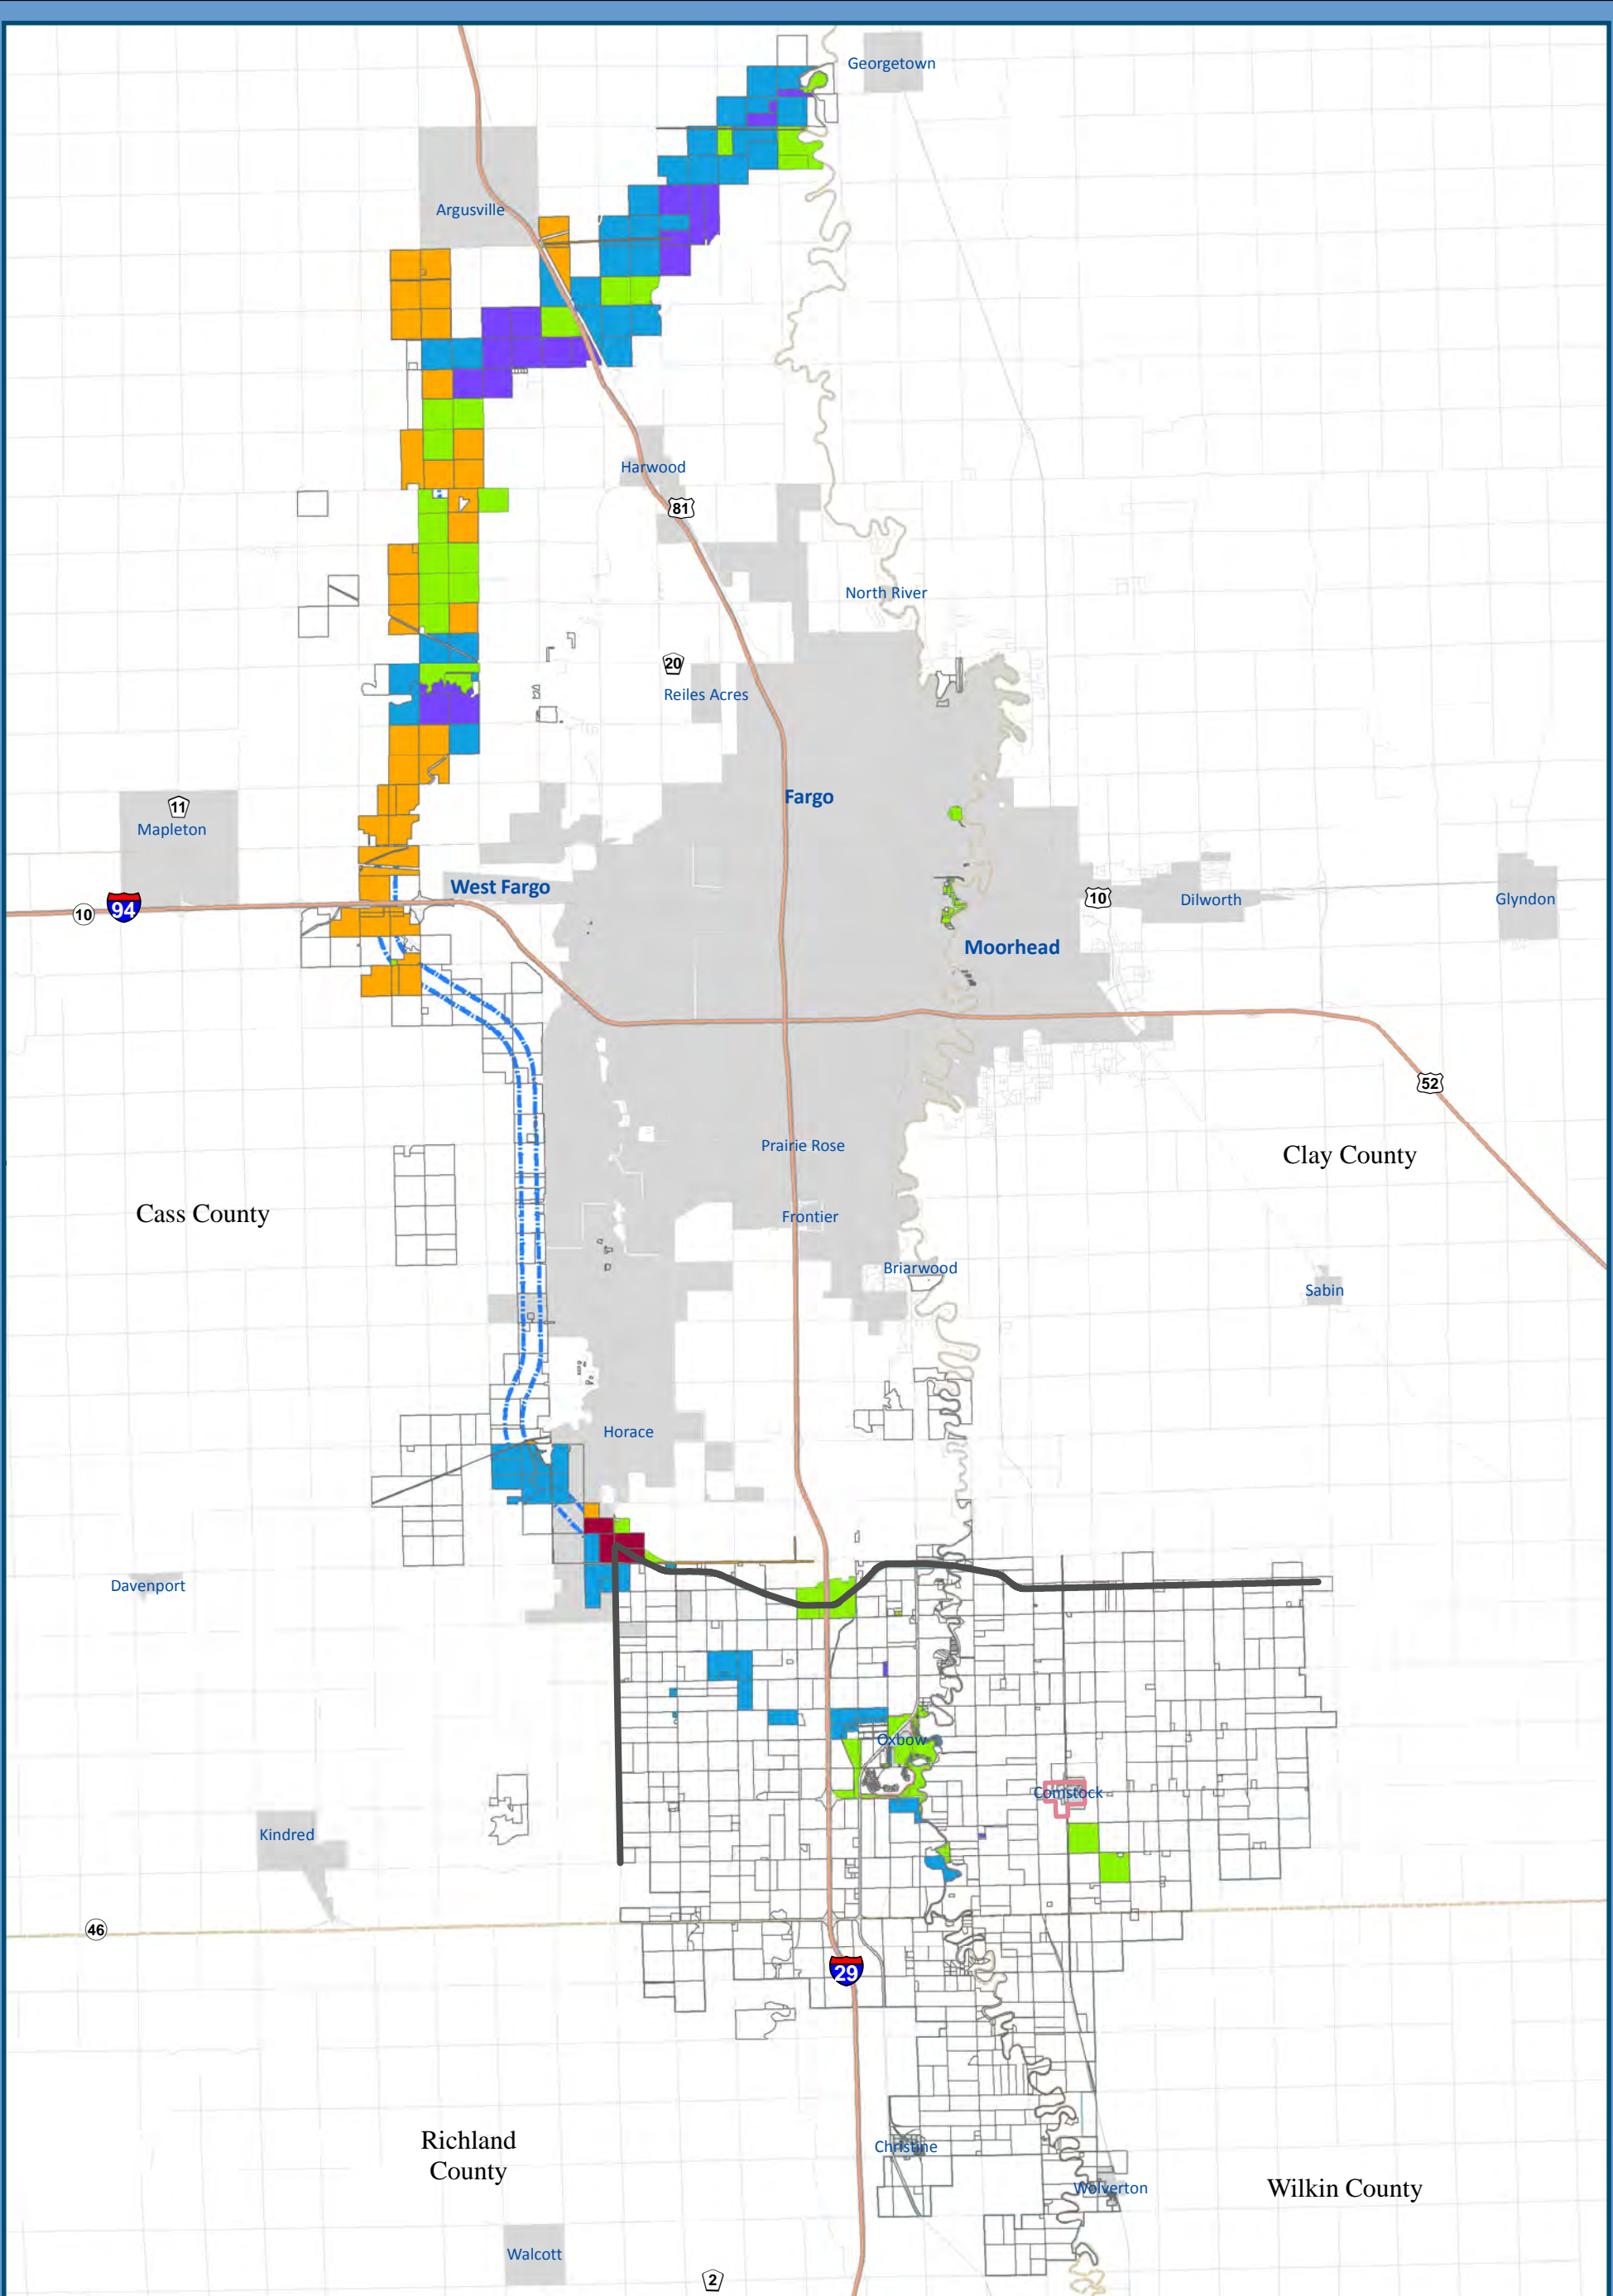 Georgetown
Argusville
Harwood
81
North River
20
Reiles Acres
Fargo
11
Mapleton
West Fargo
10
94
10
Dilworth
Glyndon
Moorhead
52
Prairie Rose
Clay County
Cass County
Frontier
Briarwood
Sabin
Horace
Davenport
Oxbow
Comstock
Kindred
46
29
Richland
County
Christine
Wolverton
Wilkin County
Walcott
2